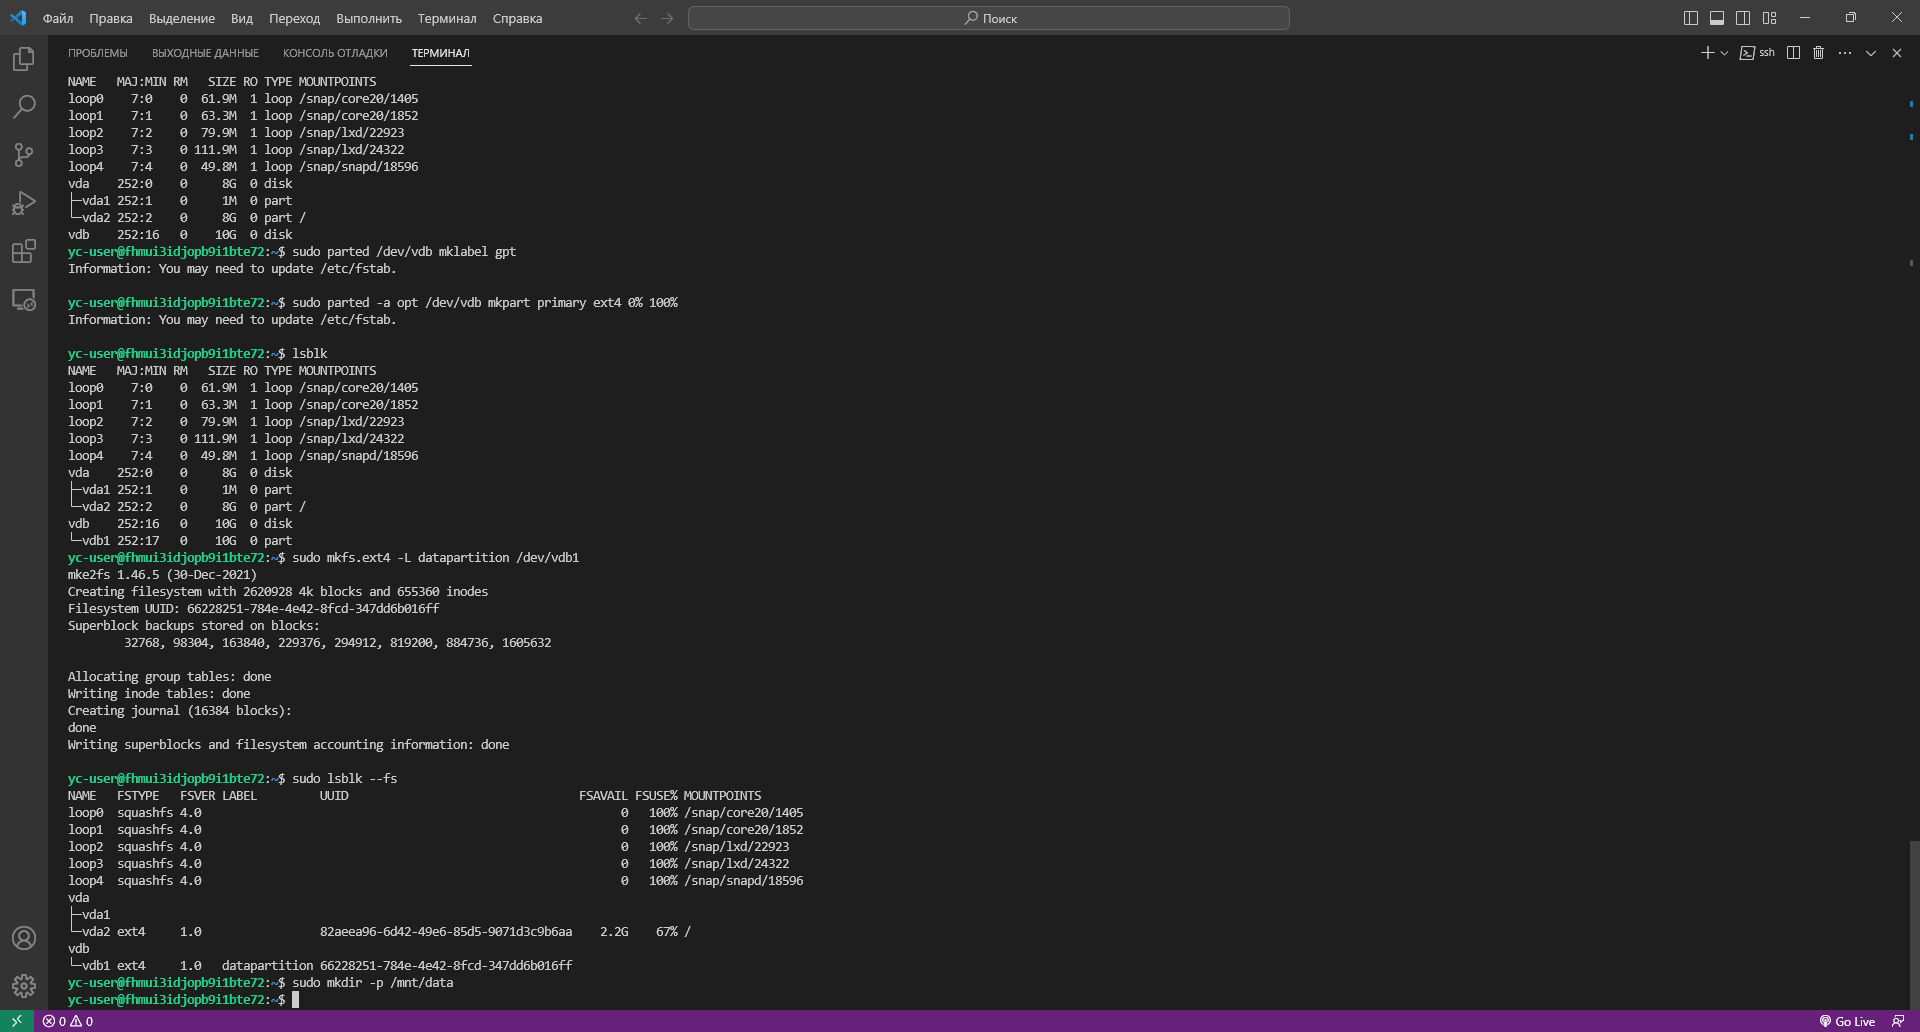 Файл Правка Выделение Вид Переход Выполнить Терминал Справка
Поиск
ПРОБЛЕМЫ ВЫХОДНЫЕ ДАННЫЕ КОНСОЛЬ ОТЛАДКИ ТЕРМИНАЛ
ssh
NAME   MAJ:MIN RM   SIZE RO TYPE MOUNTPOINTS
loop0    7:0    0  61.9M  1 loop /snap/core20/1405
loop1    7:1    0  63.3M  1 loop /snap/core20/1852
loop2    7:2    0  79.9M  1 loop /snap/lxd/22923
loop3    7:3    0 111.9M  1 loop /snap/lxd/24322
loop4    7:4    0  49.8M  1 loop /snap/snapd/18596
vda    252:0    0     8G  0 disk
├─vda1 252:1    0     1M  0 part
└─vda2 252:2    0     8G  0 part /
vdb    252:16   0    10G  0 disk
yc-user@fhmui3idjopb9i1bte72:~$ sudo parted /dev/vdb mklabel gpt
Information: You may need to update /etc/fstab.
yc-user@fhmui3idjopb9i1bte72:~$ sudo parted -a opt /dev/vdb mkpart primary ext4 0% 100%
Information: You may need to update /etc/fstab.
yc-user@fhmui3idjopb9i1bte72:~$ lsblk
NAME   MAJ:MIN RM   SIZE RO TYPE MOUNTPOINTS
loop0    7:0    0  61.9M  1 loop /snap/core20/1405
loop1    7:1    0  63.3M  1 loop /snap/core20/1852
loop2    7:2    0  79.9M  1 loop /snap/lxd/22923
loop3    7:3    0 111.9M  1 loop /snap/lxd/24322
loop4    7:4    0  49.8M  1 loop /snap/snapd/18596
vda    252:0    0     8G  0 disk
├─vda1 252:1    0     1M  0 part
└─vda2 252:2    0     8G  0 part /
vdb    252:16   0    10G  0 disk
└─vdb1 252:17   0    10G  0 part
yc-user@fhmui3idjopb9i1bte72:~$ sudo mkfs.ext4 -L datapartition /dev/vdb1
mke2fs 1.46.5 (30-Dec-2021)
Creating filesystem with 2620928 4k blocks and 655360 inodes
Filesystem UUID: 66228251-784e-4e42-8fcd-347dd6b016ff
Superblock backups stored on blocks:
        32768, 98304, 163840, 229376, 294912, 819200, 884736, 1605632
Allocating group tables: done
Writing inode tables: done
Creating journal (16384 blocks):
done
Writing superblocks and filesystem accounting information: done
yc-user@fhmui3idjopb9i1bte72:~$ sudo lsblk --fs
NAME   FSTYPE   FSVER LABEL         UUID                                 FSAVAIL FSUSE% MOUNTPOINTS
loop0  squashfs 4.0                                                            0   100% /snap/core20/1405
loop1  squashfs 4.0                                                            0   100% /snap/core20/1852
loop2  squashfs 4.0                                                            0   100% /snap/lxd/22923
loop3  squashfs 4.0                                                            0   100% /snap/lxd/24322
loop4  squashfs 4.0                                                            0   100% /snap/snapd/18596
vda
├─vda1
└─vda2 ext4     1.0                 82aeea96-6d42-49e6-85d5-9071d3c9b6aa    2.2G    67% /
vdb
└─vdb1 ext4     1.0   datapartition 66228251-784e-4e42-8fcd-347dd6b016ff
yc-user@fhmui3idjopb9i1bte72:~$ sudo mkdir -p /mnt/data
yc-user@fhmui3idjopb9i1bte72:~$
0 0 Go Live